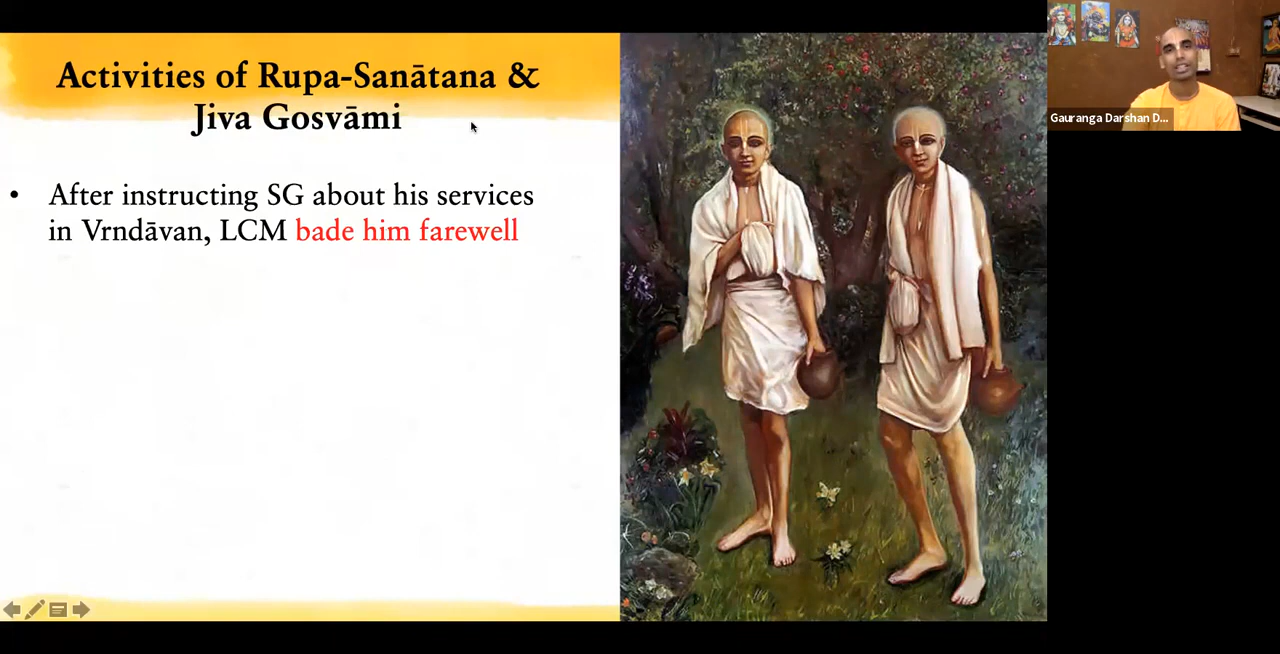 Activities of Rupa-Sanātana &
Jiva Gosvāmi
• After instructing SG about his services
in Vrndāvan, LCM bade him farewell
Gauranga Darshan D...